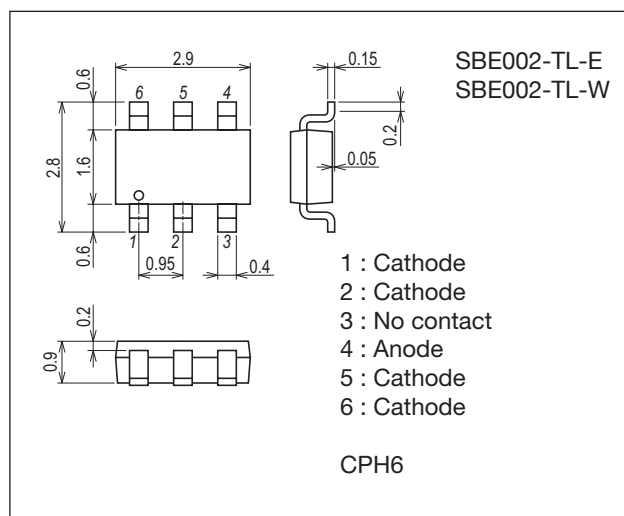 SBE002-TL-E
SBE002-TL-W
2.9
0.15
0.6
6 5 4
0.2
2.8
1.6
0.05
1 2 3
0.6
0.95
0.4
0.2
0.9
1 : Cathode
2 : Cathode
3 : No contact
4 : Anode
5 : Cathode
6 : Cathode
CPH6